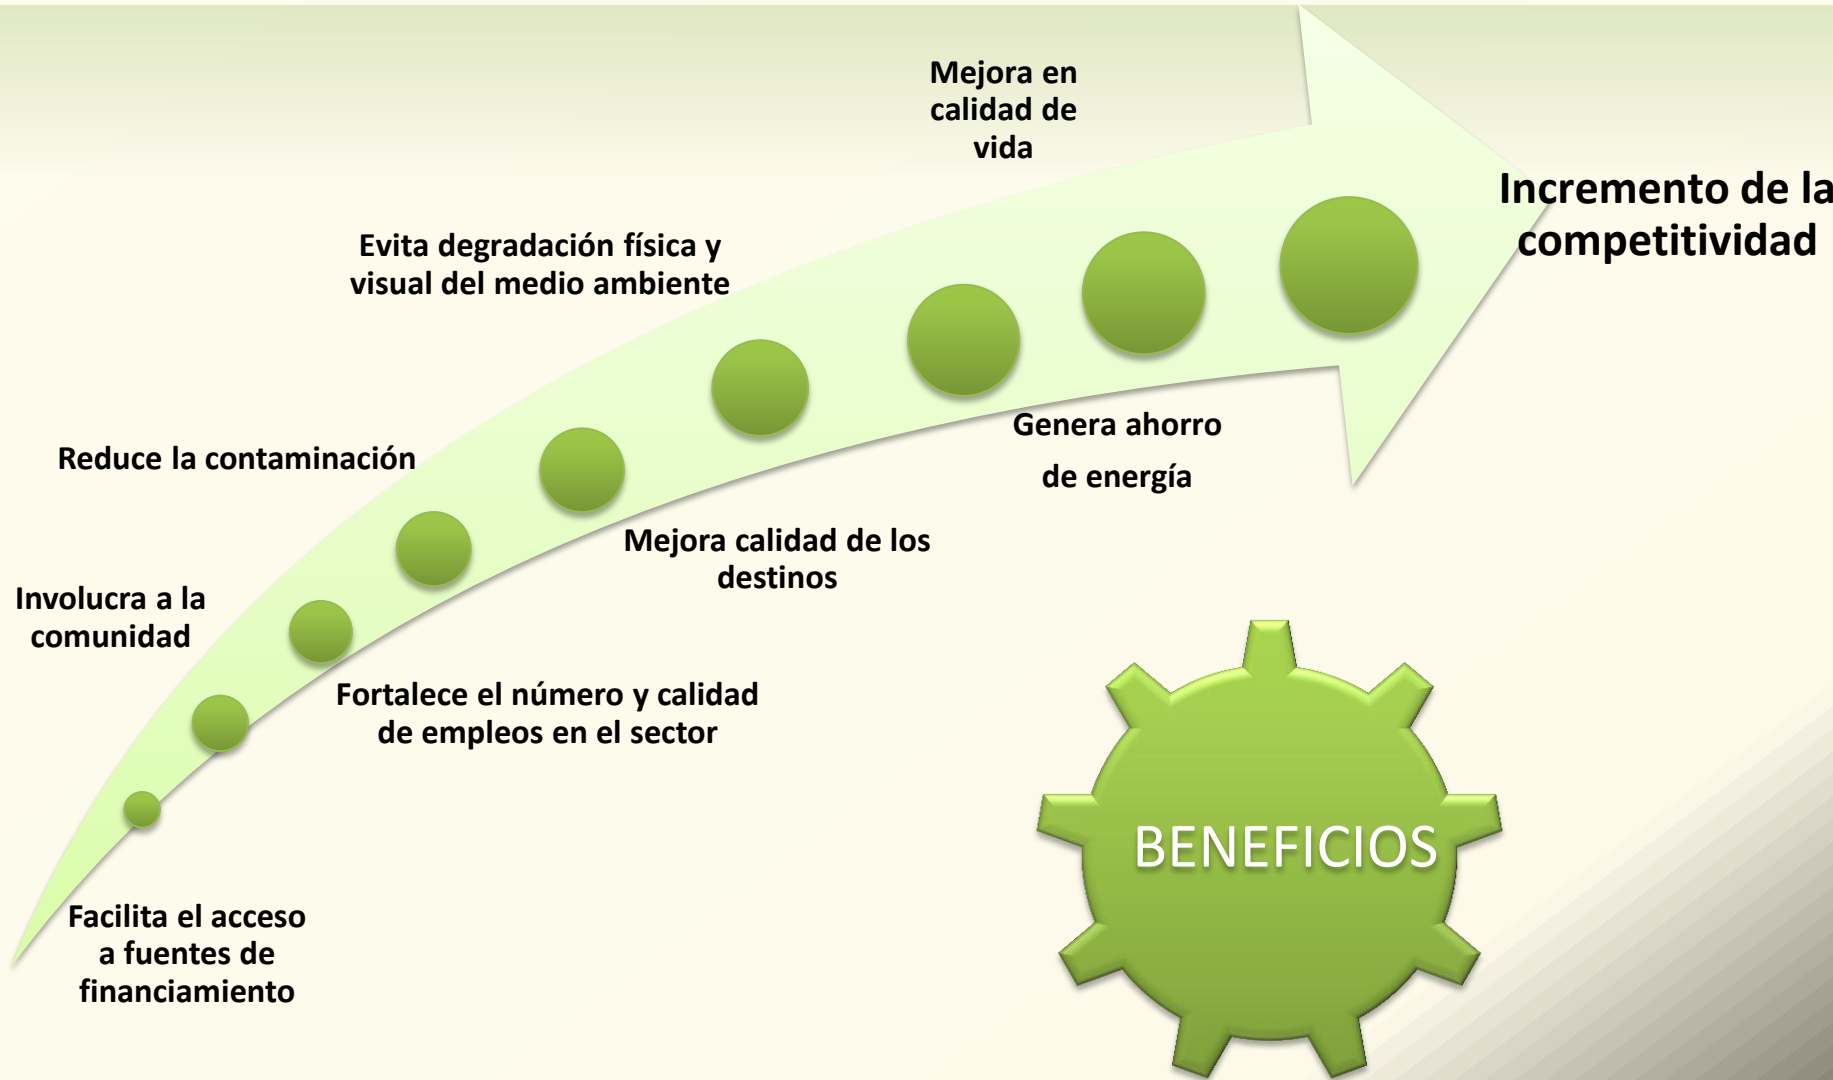 Mejora en
calidad de
vida
Incremento de la
competitividad
Evita degradación física y
visual del medio ambiente
Genera ahorro
de energía
Reduce la contaminación
Mejora calidad de los
destinos
Involucra a la
comunidad
Fortalece el número y calidad
de empleos en el sector
BENEFICIOS
Facilita el acceso
a fuentes de
financiamiento